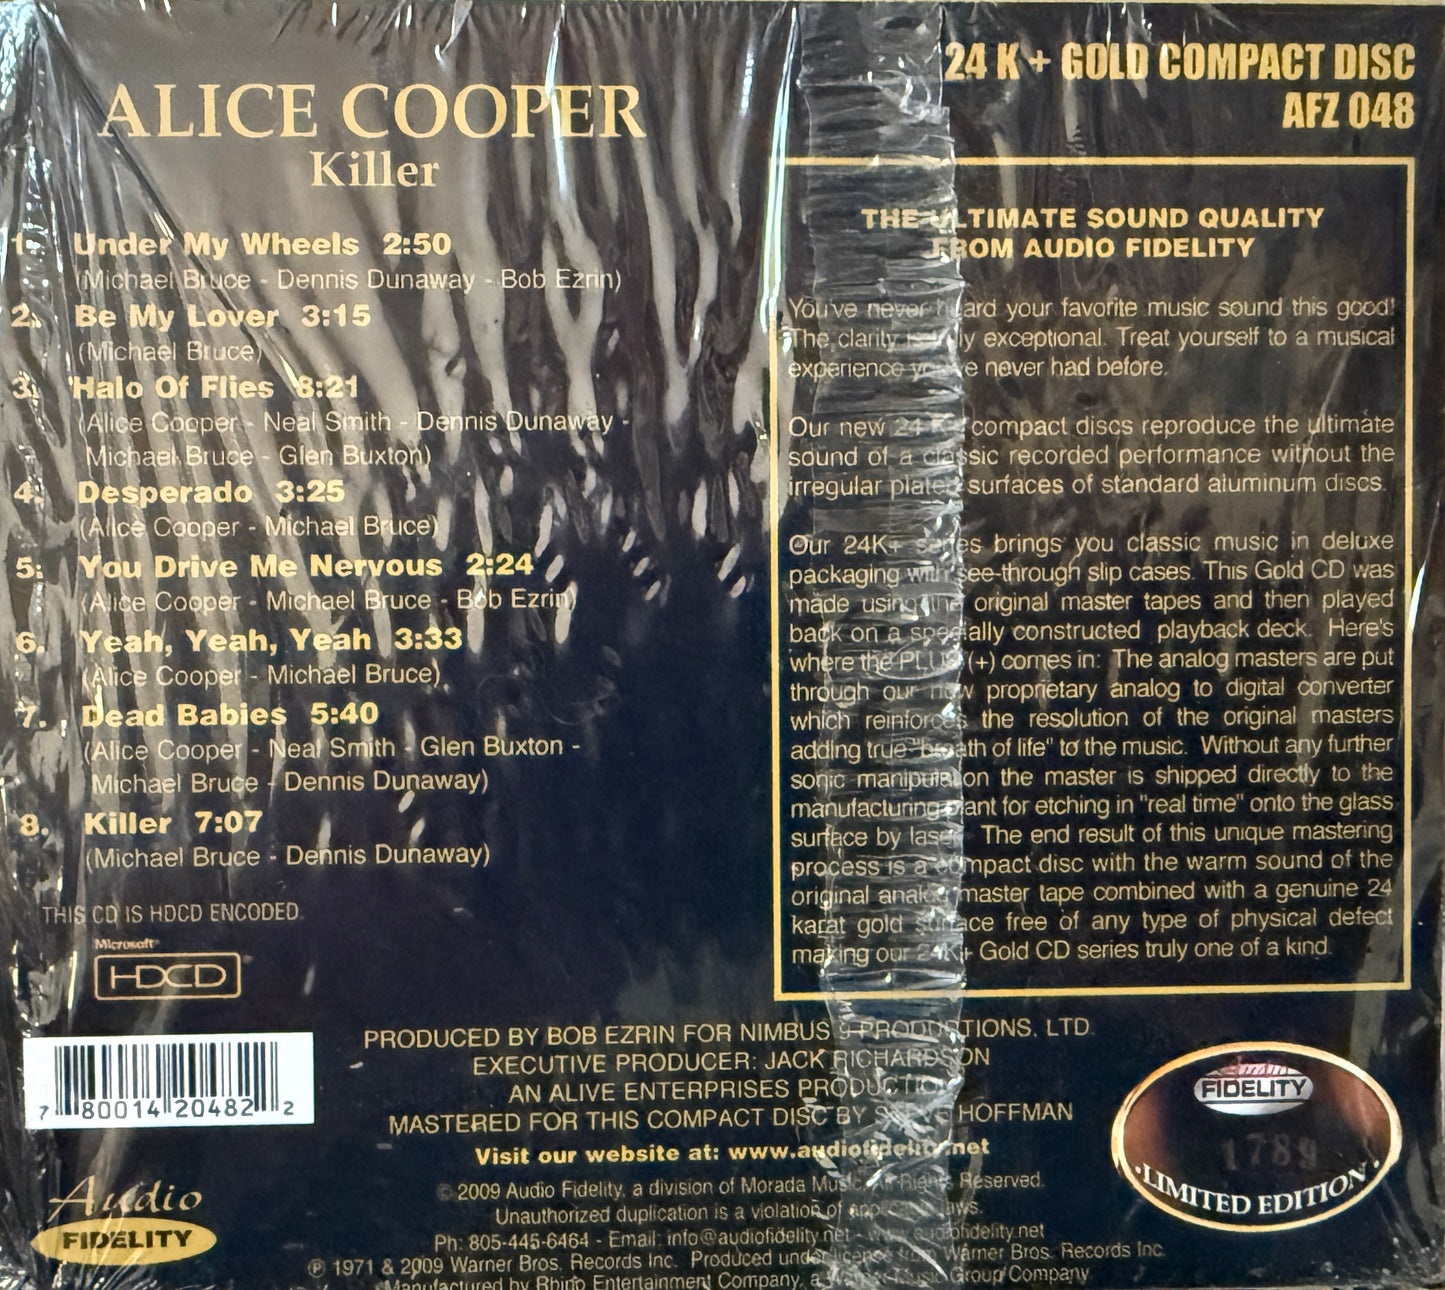 ALICE COOPER
Killer
1. Under My Wheels 2:50
(Michael Bruce - Dennis Dunaway - Bob Ezrin)
2. Be My Lover 3:15
(Michael Bruce)
3. Halo Of Flies 8:21
(Alice Cooper - Neal Smith - Dennis Dunaway -
Michael Bruce - Glen Buxton)
4. Desperado 3:25
(Alice Cooper - Michael Bruce)
5. You Drive Me Nervous 2:24
(Alice Cooper - Michael Bruce - Bob Ezrin)
6. Yeah, Yeah, Yeah 3:33
(Alice Cooper - Michael Bruce)
7. Dead Babies 5:40
(Alice Cooper - Neal Smith - Glen Buxton -
Michael Bruce - Dennis Dunaway)
8. Killer 7:07
(Michael Bruce - Dennis Dunaway)
THIS CD IS HDCD ENCODED.
Microsoft
HDCD
24 K + GOLD COMPACT DISC
AFZ 048
THE ULTIMATE SOUND QUALITY
FROM AUDIO FIDELITY
You've never heard your favorite music sound this good!
The clarity is truly exceptional. Treat yourself to a musical
experience you've never had before.
Our new 24 K+ compact discs reproduce the ultimate
sound of a classic recorded performance without the
irregular plated surfaces of standard aluminum discs.
Our 24K+ series brings you classic music in deluxe
packaging with see-through slip cases. This Gold CD was
made using the original master tapes and then played
back on a specially constructed playback deck. Here's
where the PLUS (+) comes in: The analog masters are put
through our new proprietary analog to digital converter
which reinforces the resolution of the original masters
adding true "breath of life" to the music. Without any further
sonic manipulation the master is shipped directly to the
manufacturing plant for etching in "real time" onto the glass
surface by laser. The end result of this unique mastering
process is a compact disc with the warm sound of the
original analog master tape combined with a genuine 24
karat gold surface free of any type of physical defect
making our 24K+ Gold CD series truly one of a kind.
PRODUCED BY BOB EZRIN FOR NIMBUS 9 PRODUCTIONS, LTD.
EXECUTIVE PRODUCER: JACK RICHARDSON
AN ALIVE ENTERPRISES PRODUCTION
MASTERED FOR THIS COMPACT DISC BY STEVE HOFFMAN
Visit our website at: www.audiofidelity.net
© 2009 Audio Fidelity, a division of Morada Music. All Rights Reserved.
Unauthorized duplication is a violation of applicable laws.
Ph: 805-445-6464 - Email: info@audiofidelity.net - www.audiofidelity.net
℗ 1971 & 2009 Warner Bros. Records Inc. Produced under license from Warner Bros. Records Inc.
Manufactured by Rhino Entertainment Company, a Warner Music Group Company.
7 80014 20482 2
Audio
FIDELITY
Audio
FIDELITY
1789
LIMITED EDITION